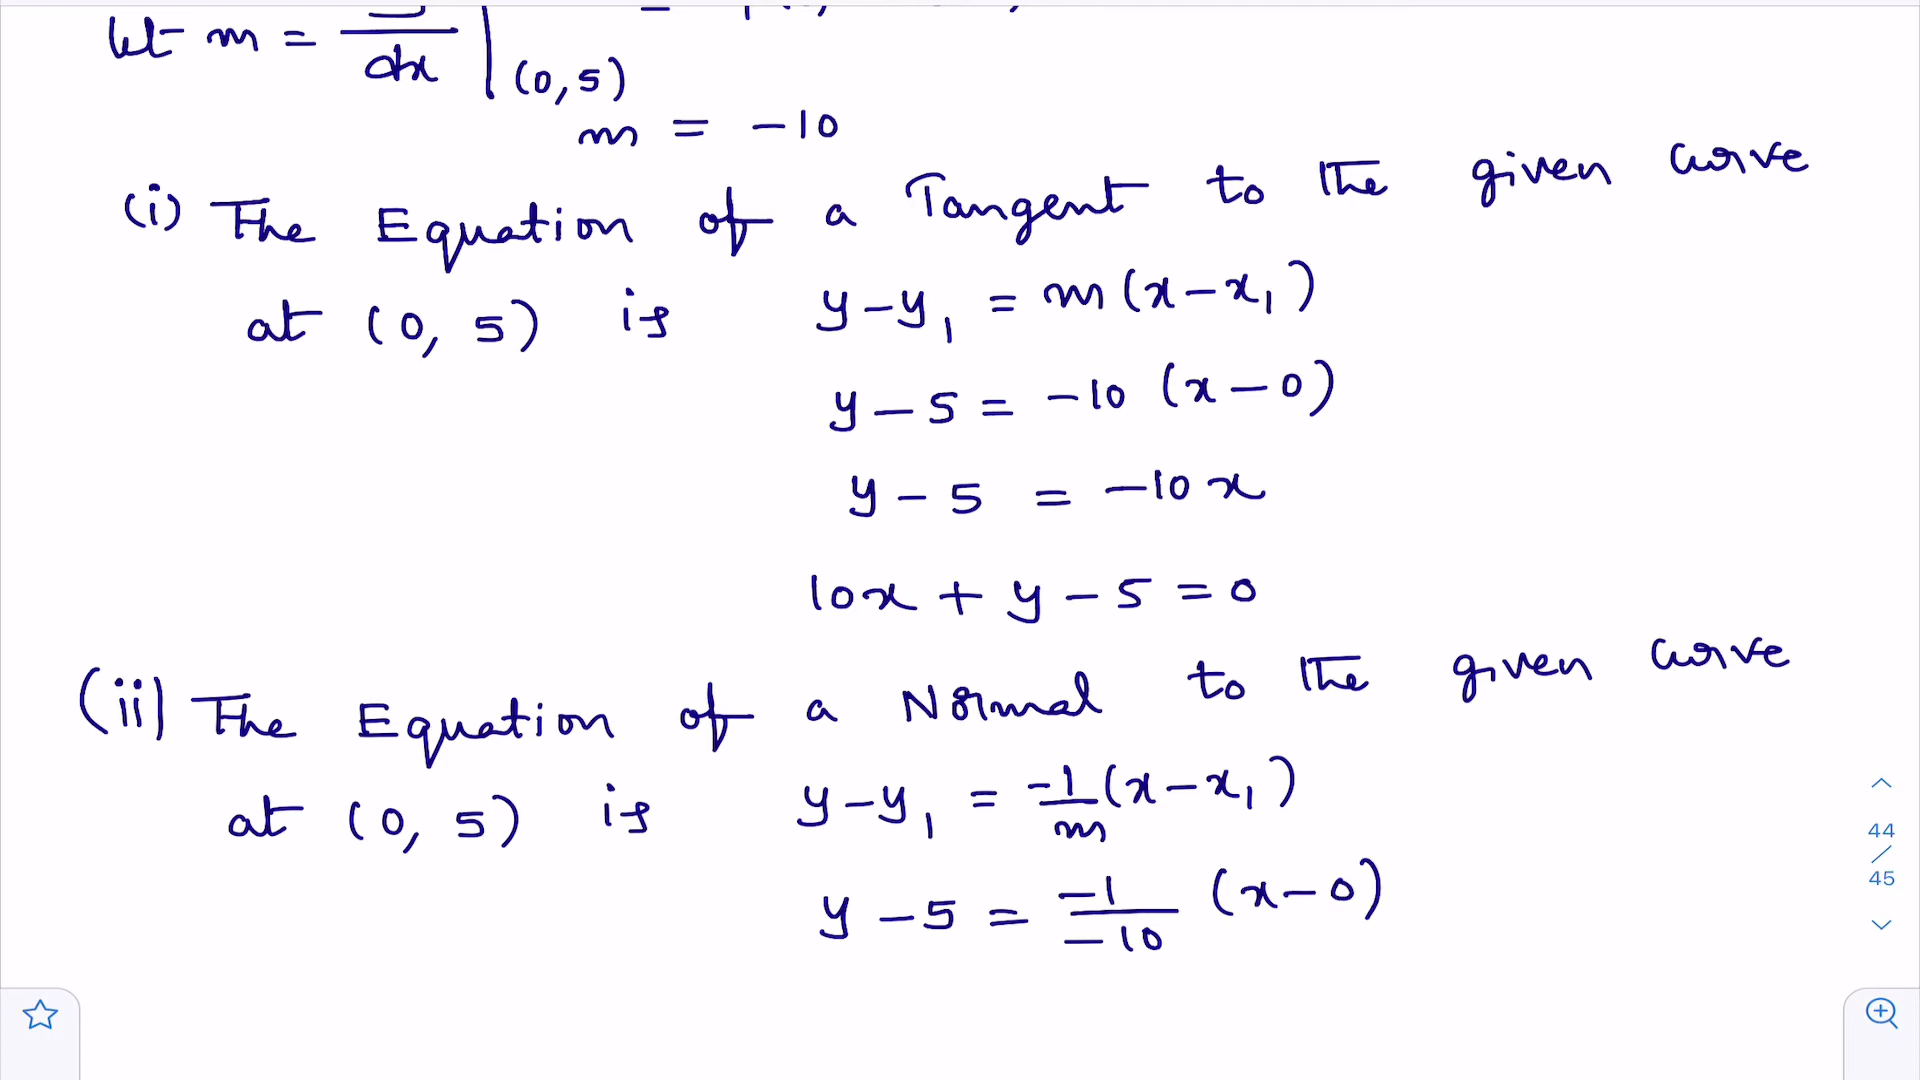 let m = dx | (0,5)
m = -10
(i) The Equation of a Tangent to the given curve
at (0, 5) is y-y₁ = m(x-x₁)
y-5 = -10 (x-0)
y-5 = -10x
10x + y - 5 = 0
(ii) The Equation of a Normal to the given curve
at (0, 5) is y-y₁ = -1/m (x-x₁)
y-5 = -1/-10 (x-0)
44
/
45